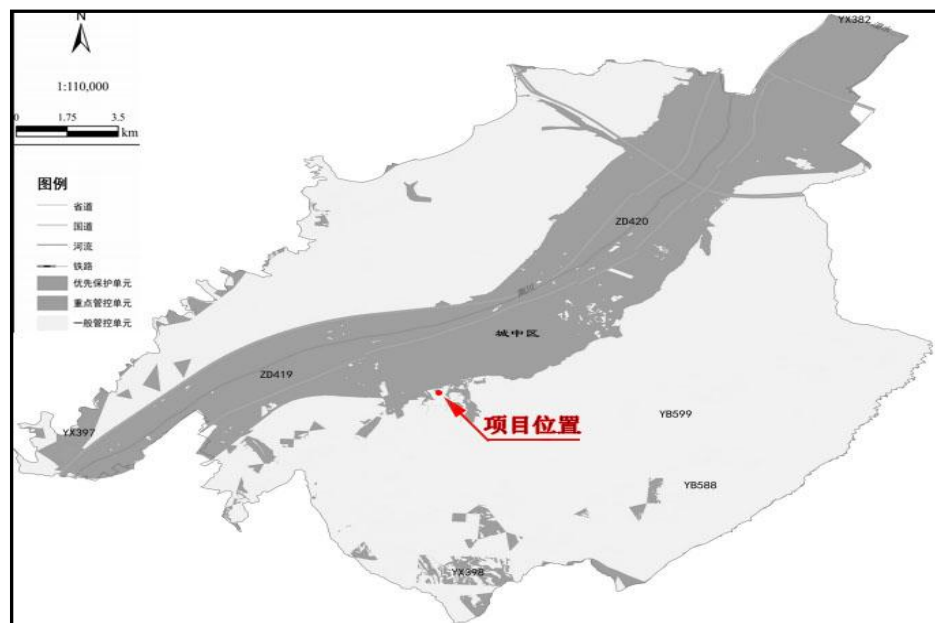 N
1:110,000
0 1.75 3.5
km
图例
省道
国道
河流
铁路
优先保护单元
重点管控单元
一般管控单元
YX382
ZD420
城中区
ZD419
YX397
项目位置
YB599
YB588
YX398